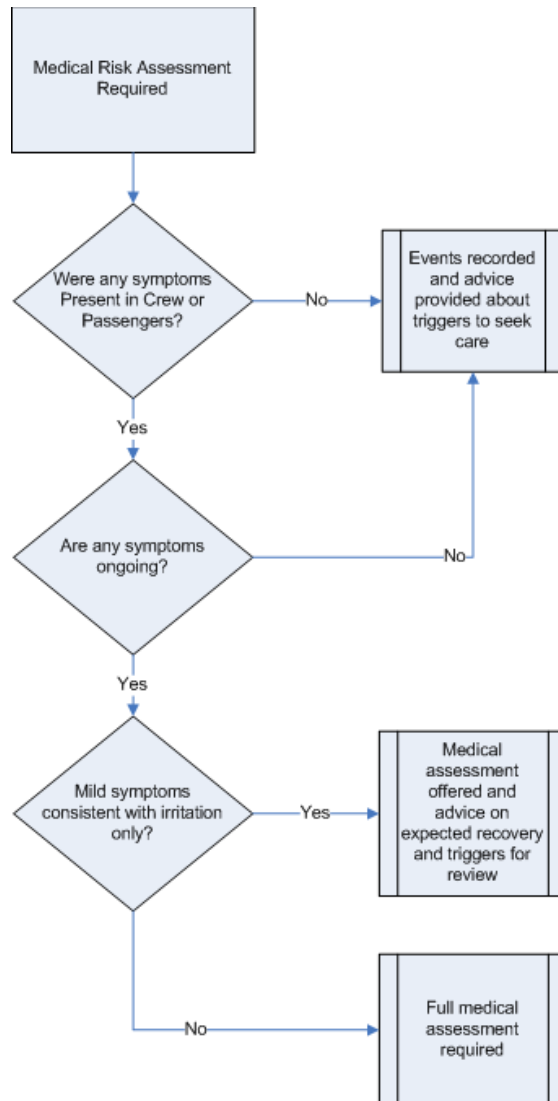 Medical Risk Assessment
Required
Were any symptoms
Present in Crew or
Passengers?
No
Events recorded
and advice
provided about
triggers to seek
care
Yes
Are any symptoms
ongoing?
No
Yes
Mild symptoms
consistent with irritation
only?
Yes
Medical
assessment
offered and
advice on
expected recovery
and triggers for
review
No
Full medical
assessment
required